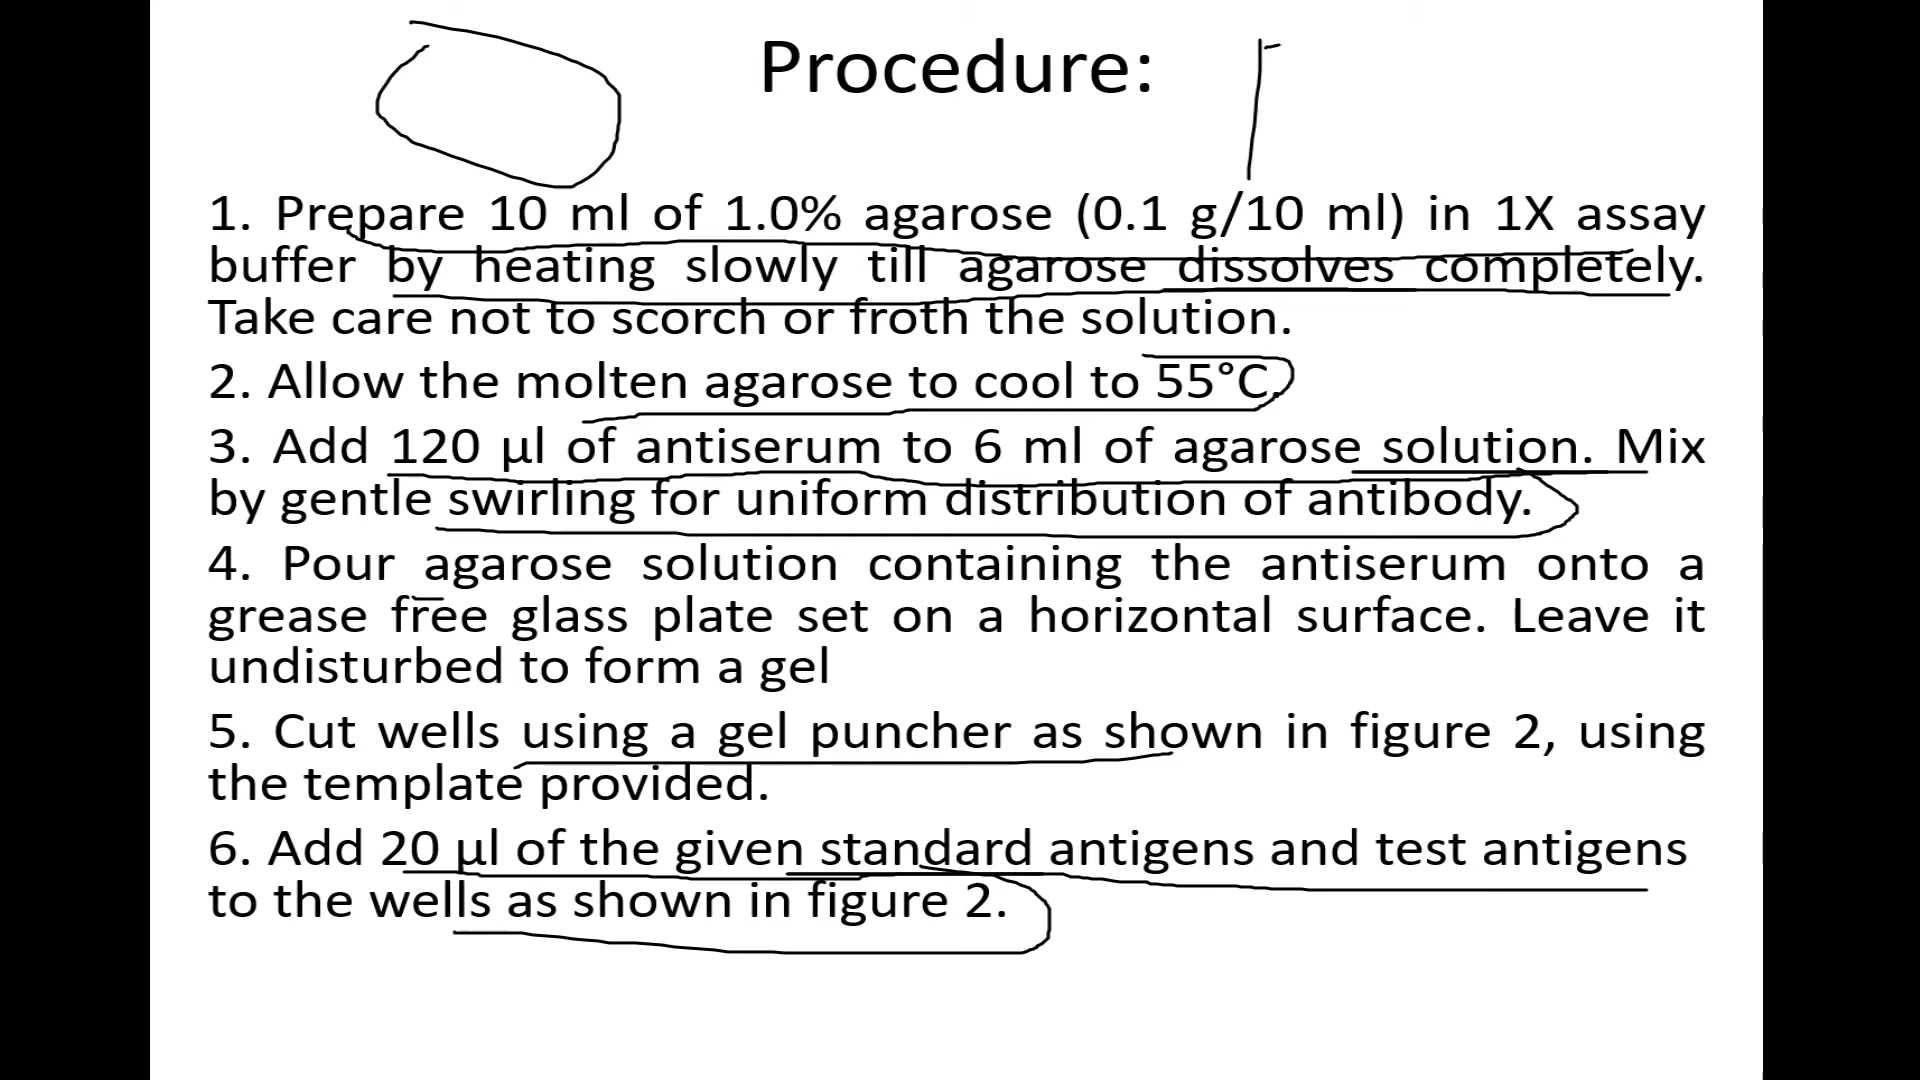 Procedure:
1. Prepare 10 ml of 1.0% agarose (0.1 g/10 ml) in 1X assay
buffer by heating slowly till agarose dissolves completely.
Take care not to scorch or froth the solution.
2. Allow the molten agarose to cool to 55°C.
3. Add 120 µl of antiserum to 6 ml of agarose solution. Mix
by gentle swirling for uniform distribution of antibody.
4. Pour agarose solution containing the antiserum onto a
grease free glass plate set on a horizontal surface. Leave it
undisturbed to form a gel
5. Cut wells using a gel puncher as shown in figure 2, using
the template provided.
6. Add 20 µl of the given standard antigens and test antigens
to the wells as shown in figure 2.